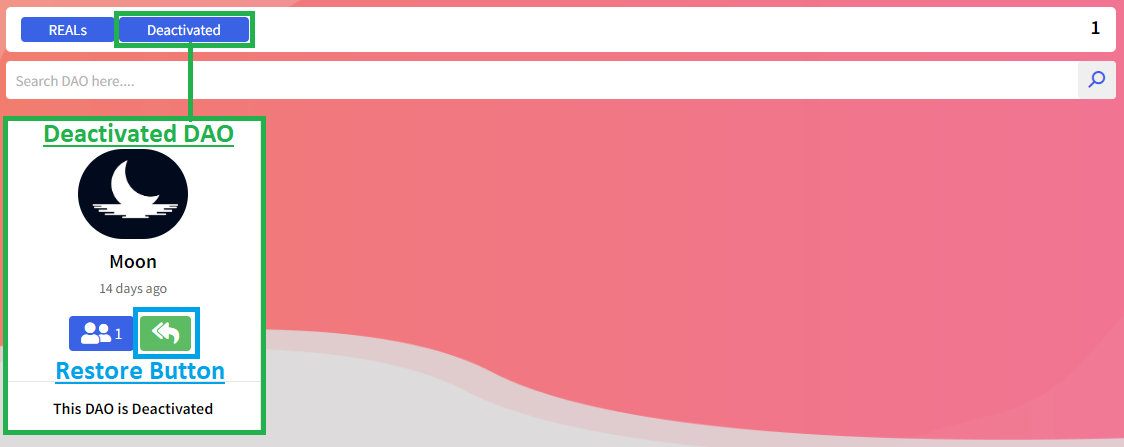 REALs Deactivated 1
Search DAO here....
Deactivated DAO
Moon
14 days ago
1
Restore Button
This DAO is Deactivated